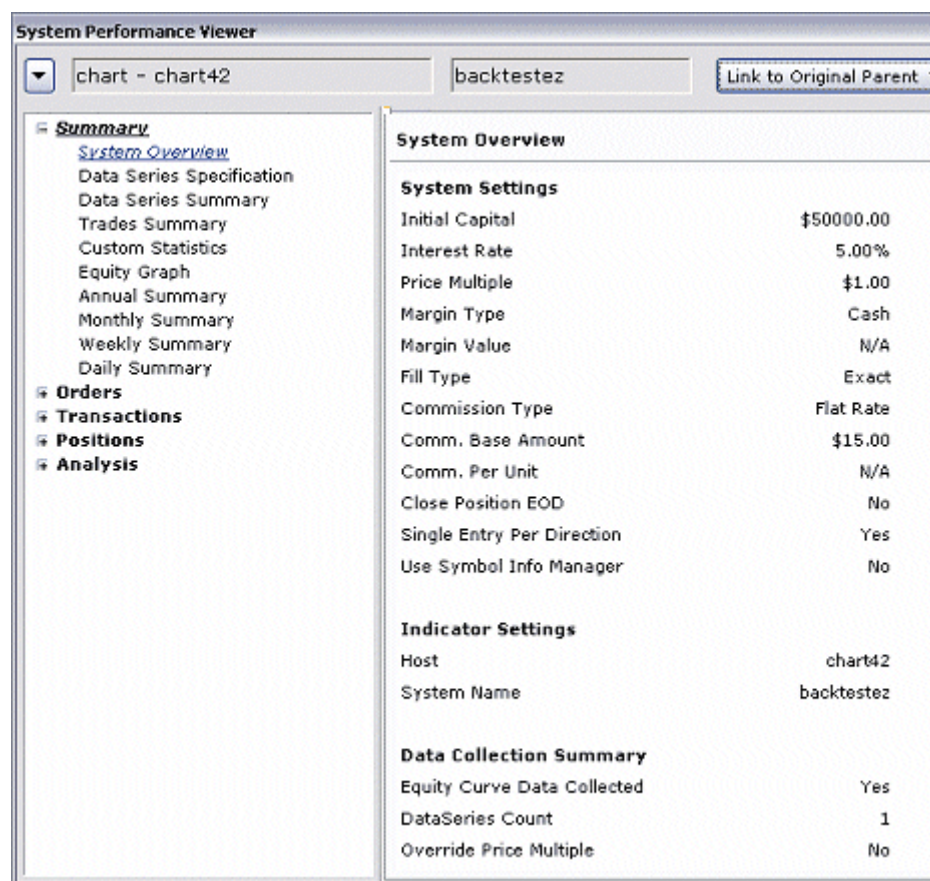 System Performance Viewer
chart - chart42
backtestez
Link to Original Parent
Summary
System Overview
Data Series Specification
Data Series Summary
Trades Summary
Custom Statistics
Equity Graph
Annual Summary
Monthly Summary
Weekly Summary
Daily Summary
Orders
Transactions
Positions
Analysis
System Overview
System Settings
Initial Capital $50000.00
Interest Rate 5.00%
Price Multiple $1.00
Margin Type Cash
Margin Value N/A
Fill Type Exact
Commission Type Flat Rate
Comm. Base Amount $15.00
Comm. Per Unit N/A
Close Position EOD No
Single Entry Per Direction Yes
Use Symbol Info Manager No
Indicator Settings
Host chart42
System Name backtestez
Data Collection Summary
Equity Curve Data Collected Yes
DataSeries Count 1
Override Price Multiple No